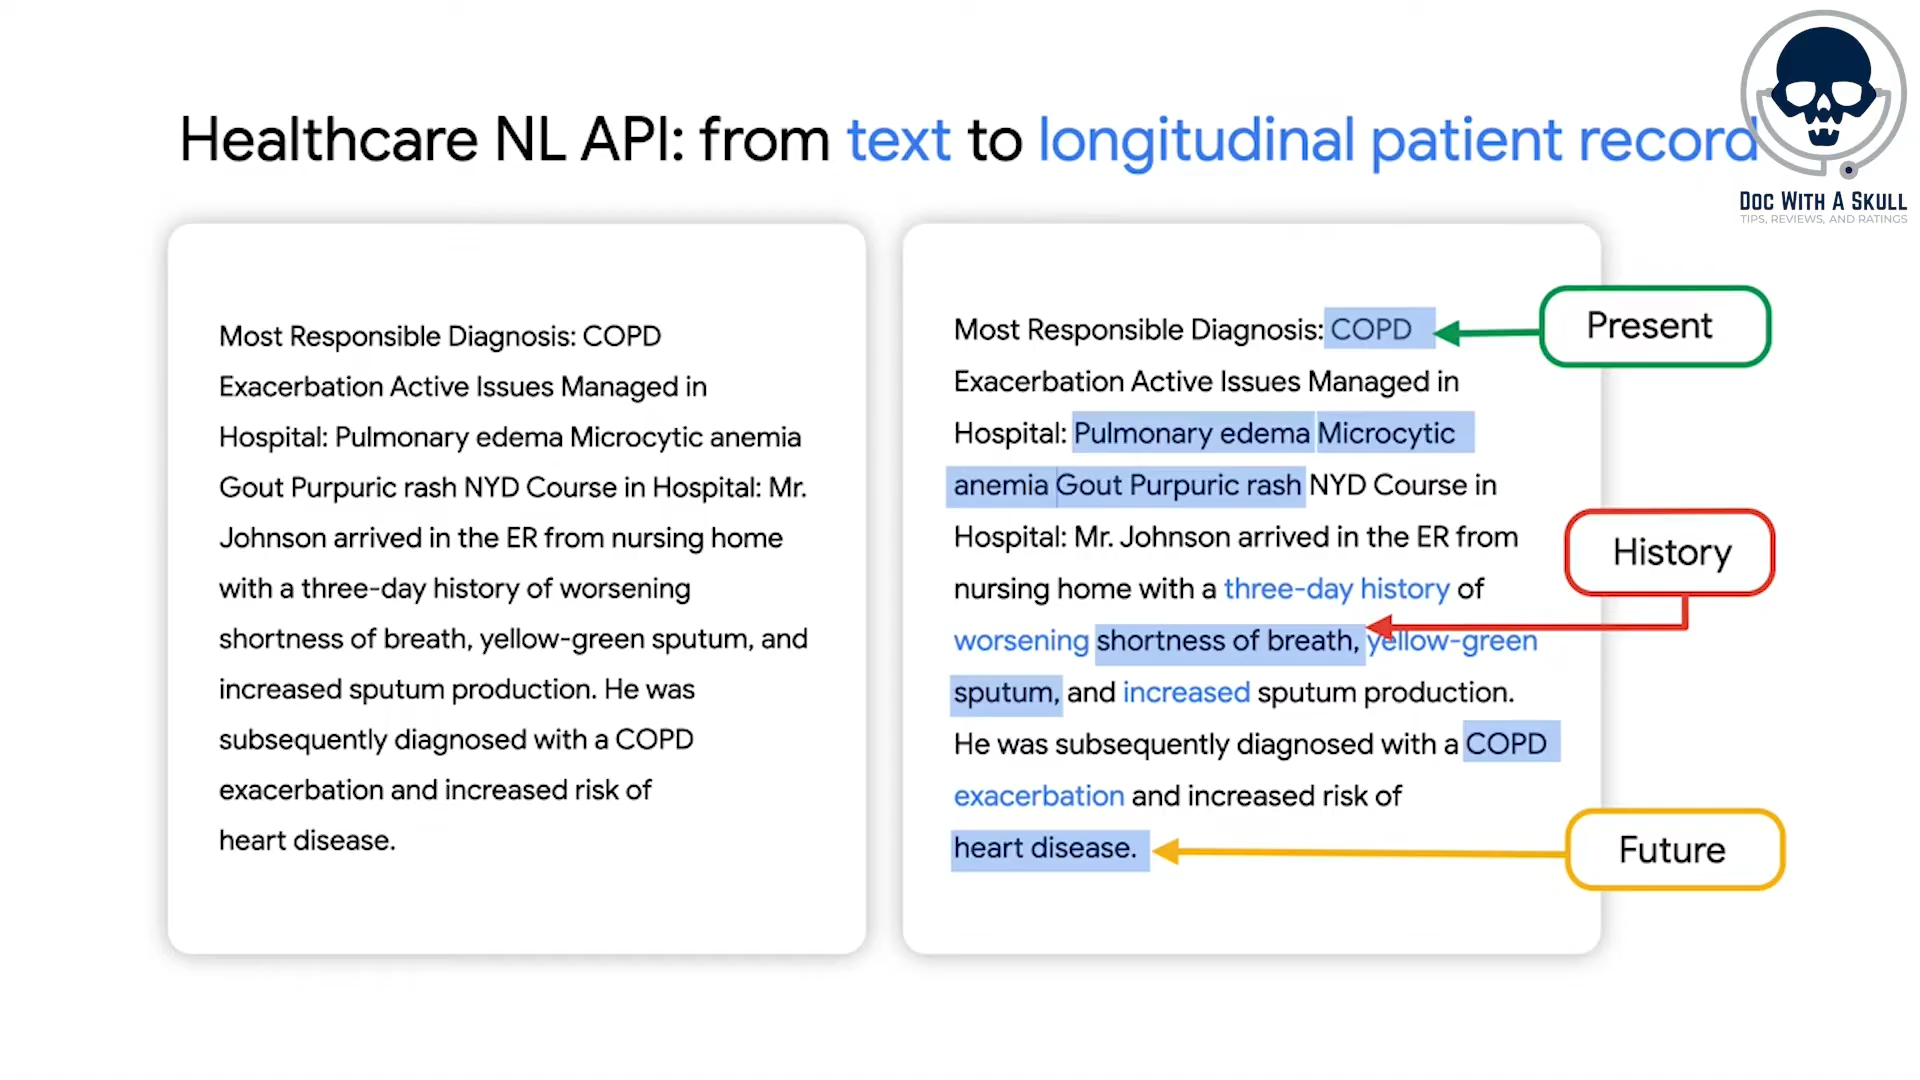 Healthcare NL API: from text to longitudinal patient record
DOC WITH A SKULL
TIPS, REVIEWS, AND RATINGS
Most Responsible Diagnosis: COPD
Exacerbation Active Issues Managed in
Hospital: Pulmonary edema Microcytic anemia
Gout Purpuric rash NYD Course in Hospital: Mr.
Johnson arrived in the ER from nursing home
with a three-day history of worsening
shortness of breath, yellow-green sputum, and
increased sputum production. He was
subsequently diagnosed with a COPD
exacerbation and increased risk of
heart disease.
Most Responsible Diagnosis: COPD
Exacerbation Active Issues Managed in
Hospital: Pulmonary edema Microcytic
anemia Gout Purpuric rash NYD Course in
Hospital: Mr. Johnson arrived in the ER from
nursing home with a three-day history of
worsening shortness of breath, yellow-green
sputum, and increased sputum production.
He was subsequently diagnosed with a COPD
exacerbation and increased risk of
heart disease.
Present
History
Future